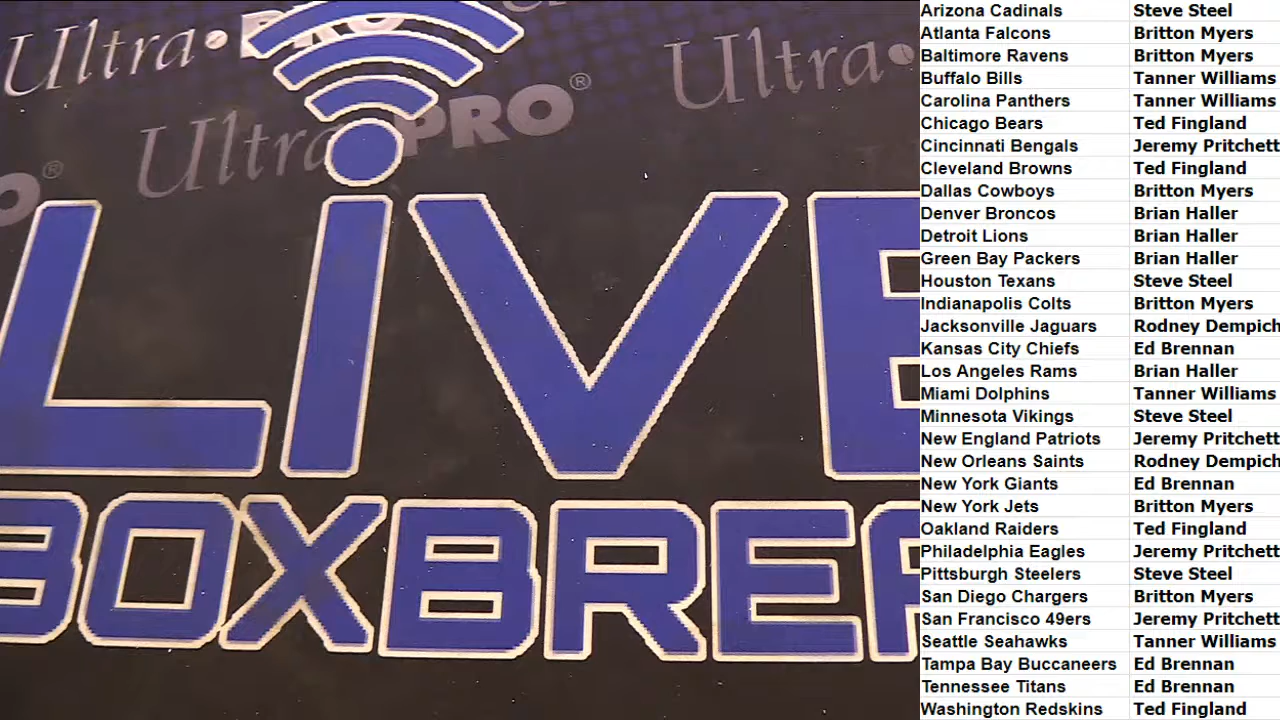 Ultra PRO
Ultra PRO®
Ultra
®
LiVE
BOXBREA
Arizona Cadinals Steve Steel
Atlanta Falcons Britton Myers
Baltimore Ravens Britton Myers
Buffalo Bills Tanner Williams
Carolina Panthers Tanner Williams
Chicago Bears Ted Fingland
Cincinnati Bengals Jeremy Pritchett
Cleveland Browns Ted Fingland
Dallas Cowboys Britton Myers
Denver Broncos Brian Haller
Detroit Lions Brian Haller
Green Bay Packers Brian Haller
Houston Texans Steve Steel
Indianapolis Colts Britton Myers
Jacksonville Jaguars Rodney Dempich
Kansas City Chiefs Ed Brennan
Los Angeles Rams Brian Haller
Miami Dolphins Tanner Williams
Minnesota Vikings Steve Steel
New England Patriots Jeremy Pritchett
New Orleans Saints Rodney Dempich
New York Giants Ed Brennan
New York Jets Britton Myers
Oakland Raiders Ted Fingland
Philadelphia Eagles Jeremy Pritchett
Pittsburgh Steelers Steve Steel
San Diego Chargers Britton Myers
San Francisco 49ers Jeremy Pritchett
Seattle Seahawks Tanner Williams
Tampa Bay Buccaneers Ed Brennan
Tennessee Titans Ed Brennan
Washington Redskins Ted Fingland